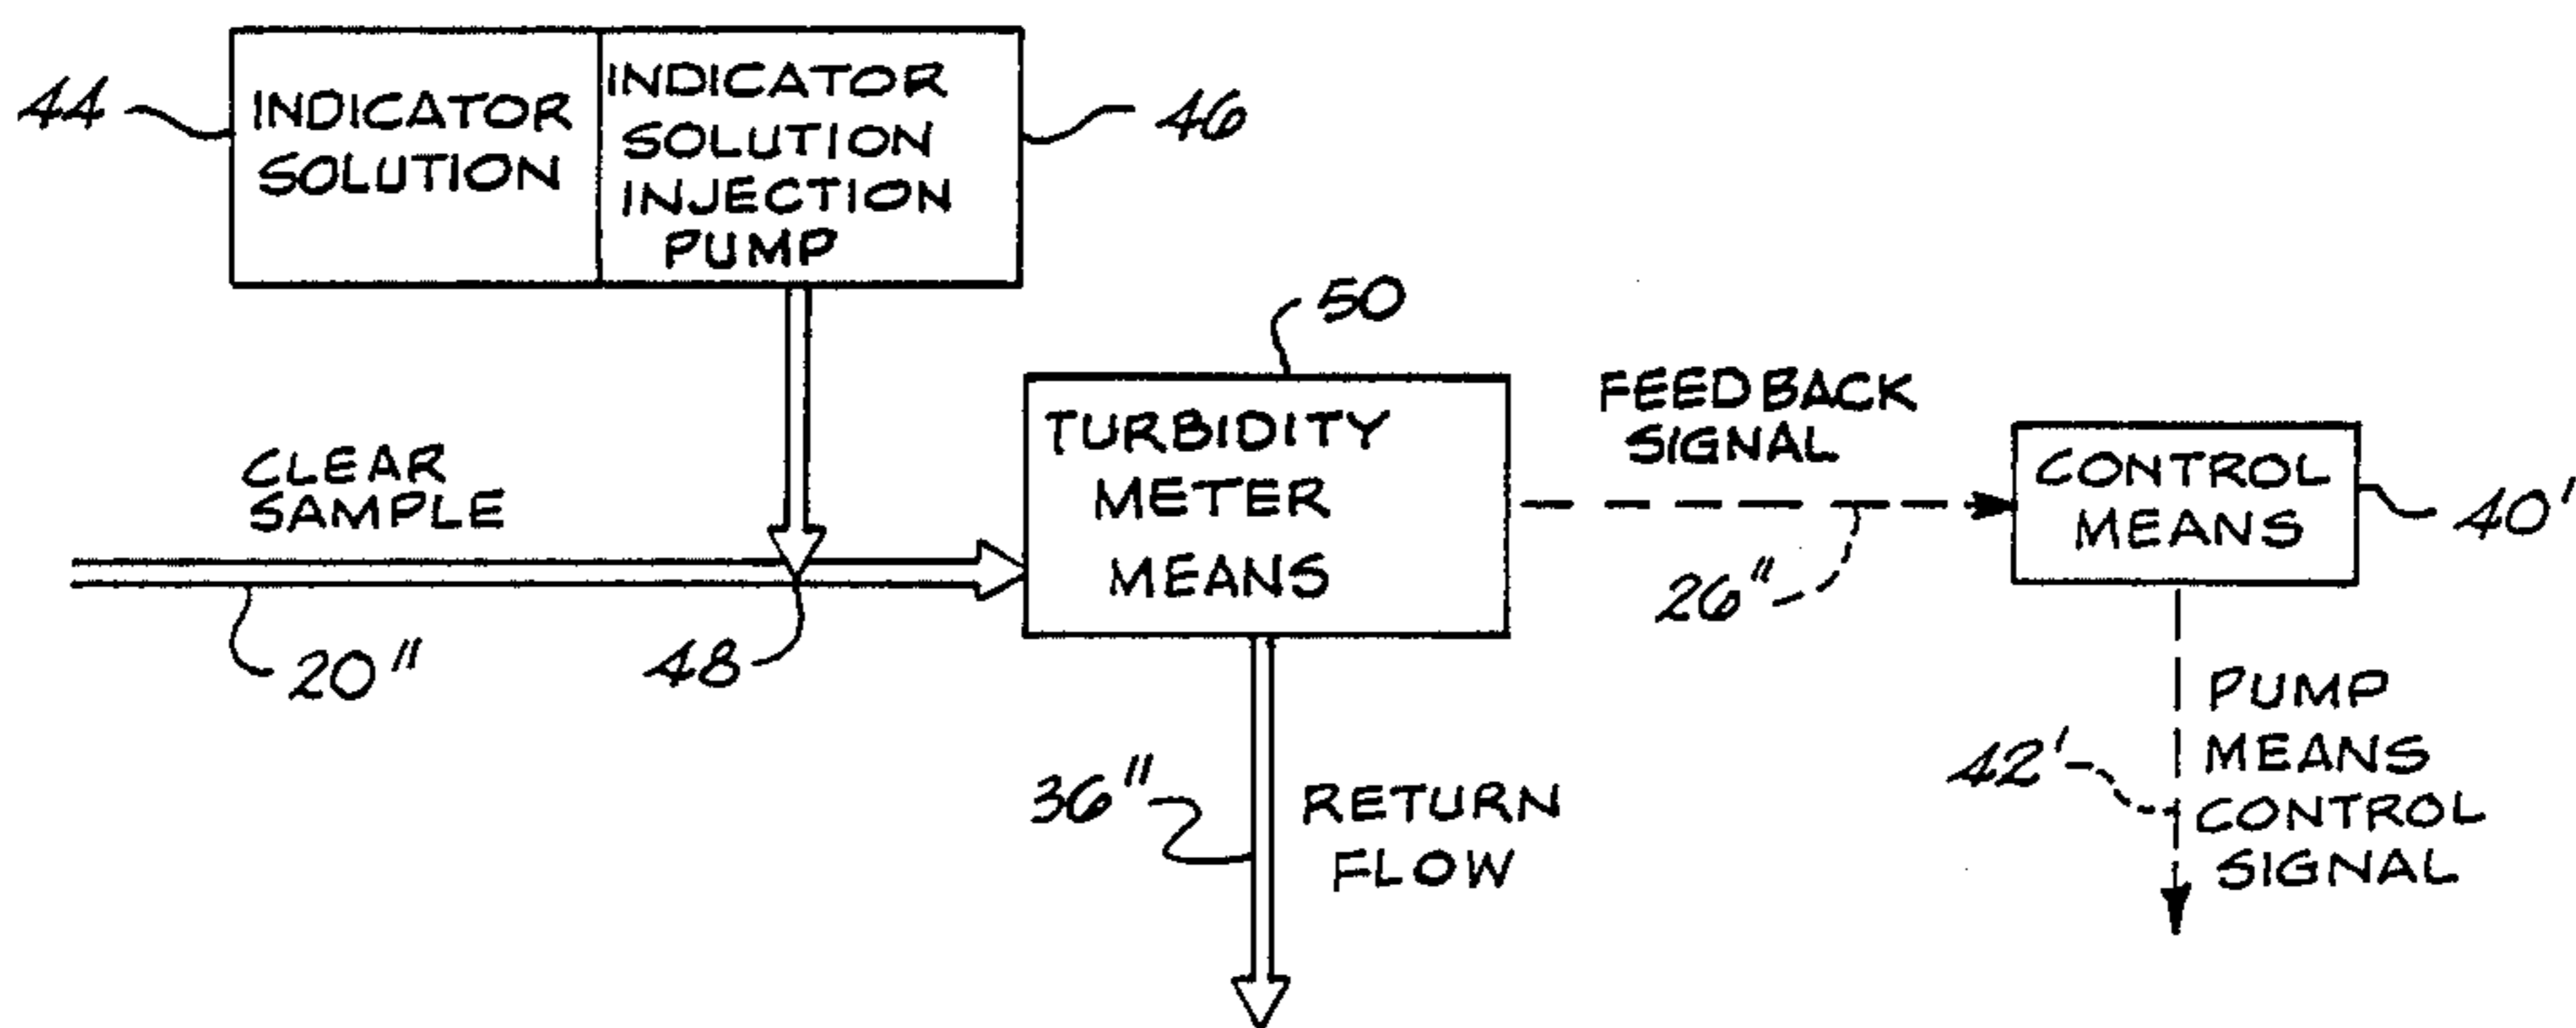 44
INDICATOR
SOLUTION
INDICATOR
SOLUTION
INJECTION
PUMP
46
50
CLEAR
SAMPLE
TURBIDITY
METER
MEANS
FEEDBACK
SIGNAL
CONTROL
MEANS
40'
26"
20"
48
36"
RETURN
FLOW
42'
PUMP
MEANS
CONTROL
SIGNAL